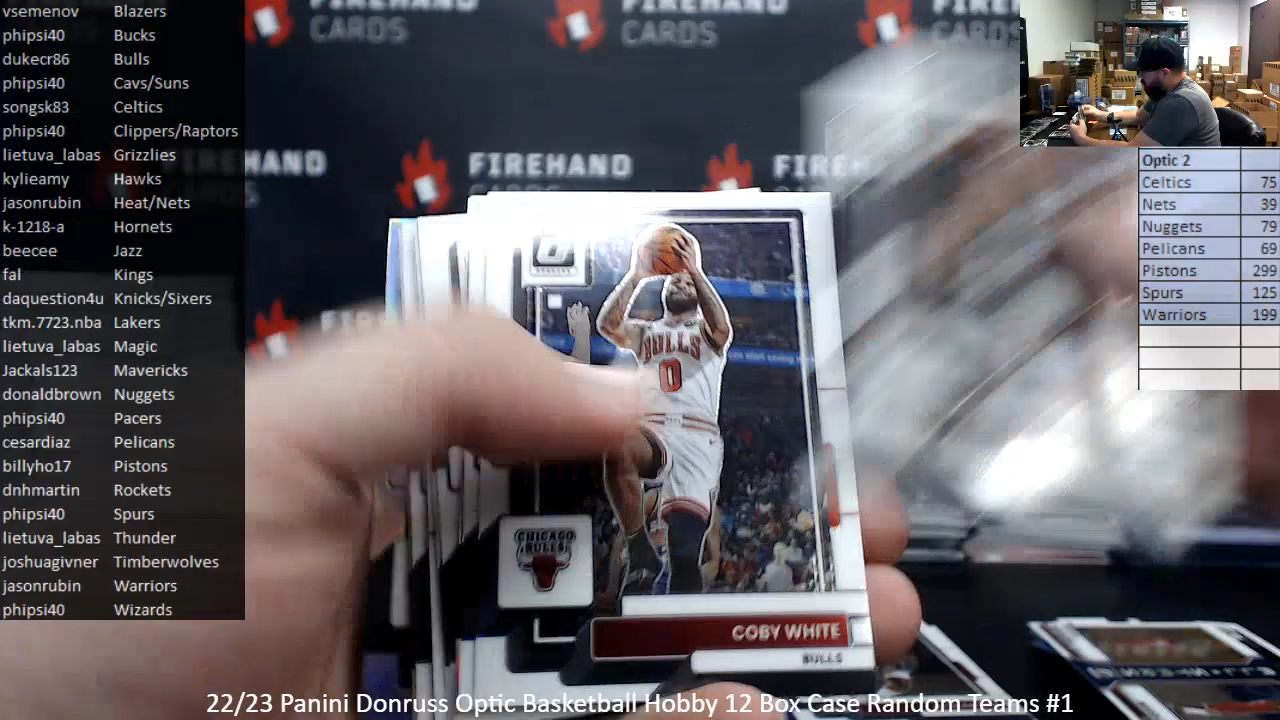 vsemenov Blazers
phipsi40 Bucks
dukecr86 Bulls
phipsi40 Cavs/Suns
songsk83 Celtics
phipsi40 Clippers/Raptors
lietuva_labas Grizzlies
kylieamy Hawks
jasonrubin Heat/Nets
k-1218-a Hornets
beecee Jazz
fal Kings
daquestion4u Knicks/Sixers
tkm.7723.nba Lakers
lietuva_labas Magic
Jackals123 Mavericks
donaldbrown Nuggets
phipsi40 Pacers
cesardiaz Pelicans
billyho17 Pistons
dnhmartin Rockets
phipsi40 Spurs
lietuva_labas Thunder
joshuagivner Timberwolves
jasonrubin Warriors
phipsi40 Wizards
FIREHAND
CARDS
FIREHAND
CARDS
FIREHAND
CARDS
FIREHAND
CARDS
FIREHAND
CARDS
Optic 2
Celtics 75
Nets 39
Nuggets 79
Pelicans 69
Pistons 299
Spurs 125
Warriors 199
BULLS
0
CHICAGO
BULLS
COBY WHITE
BULLS
22/23 Panini Donruss Optic Basketball Hobby 12 Box Case Random Teams #1